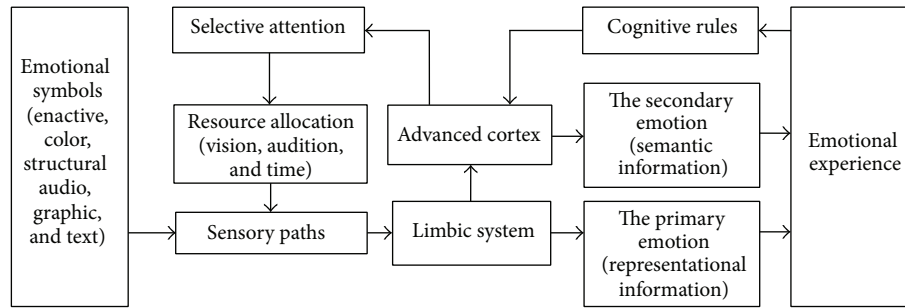 Emotional
symbols
(enactive,
color,
structural
audio,
graphic,
and text)
Selective attention
Resource allocation
(vision, audition,
and time)
Sensory paths
Advanced cortex
Limbic system
Cognitive rules
The secondary
emotion
(semantic
information)
The primary
emotion
(representational
information)
Emotional
experience